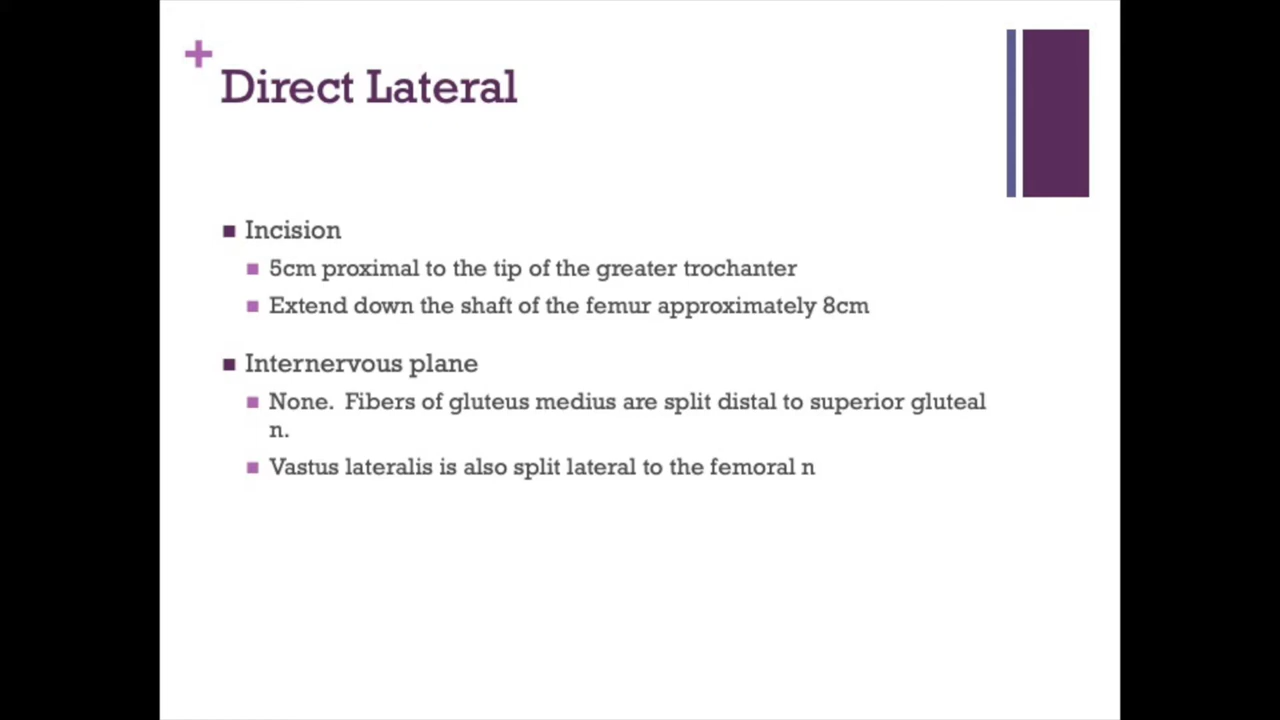 +
Direct Lateral
■ Incision
■ 5cm proximal to the tip of the greater trochanter
■ Extend down the shaft of the femur approximately 8cm
■ Internervous plane
■ None. Fibers of gluteus medius are split distal to superior gluteal
n.
■ Vastus lateralis is also split lateral to the femoral n